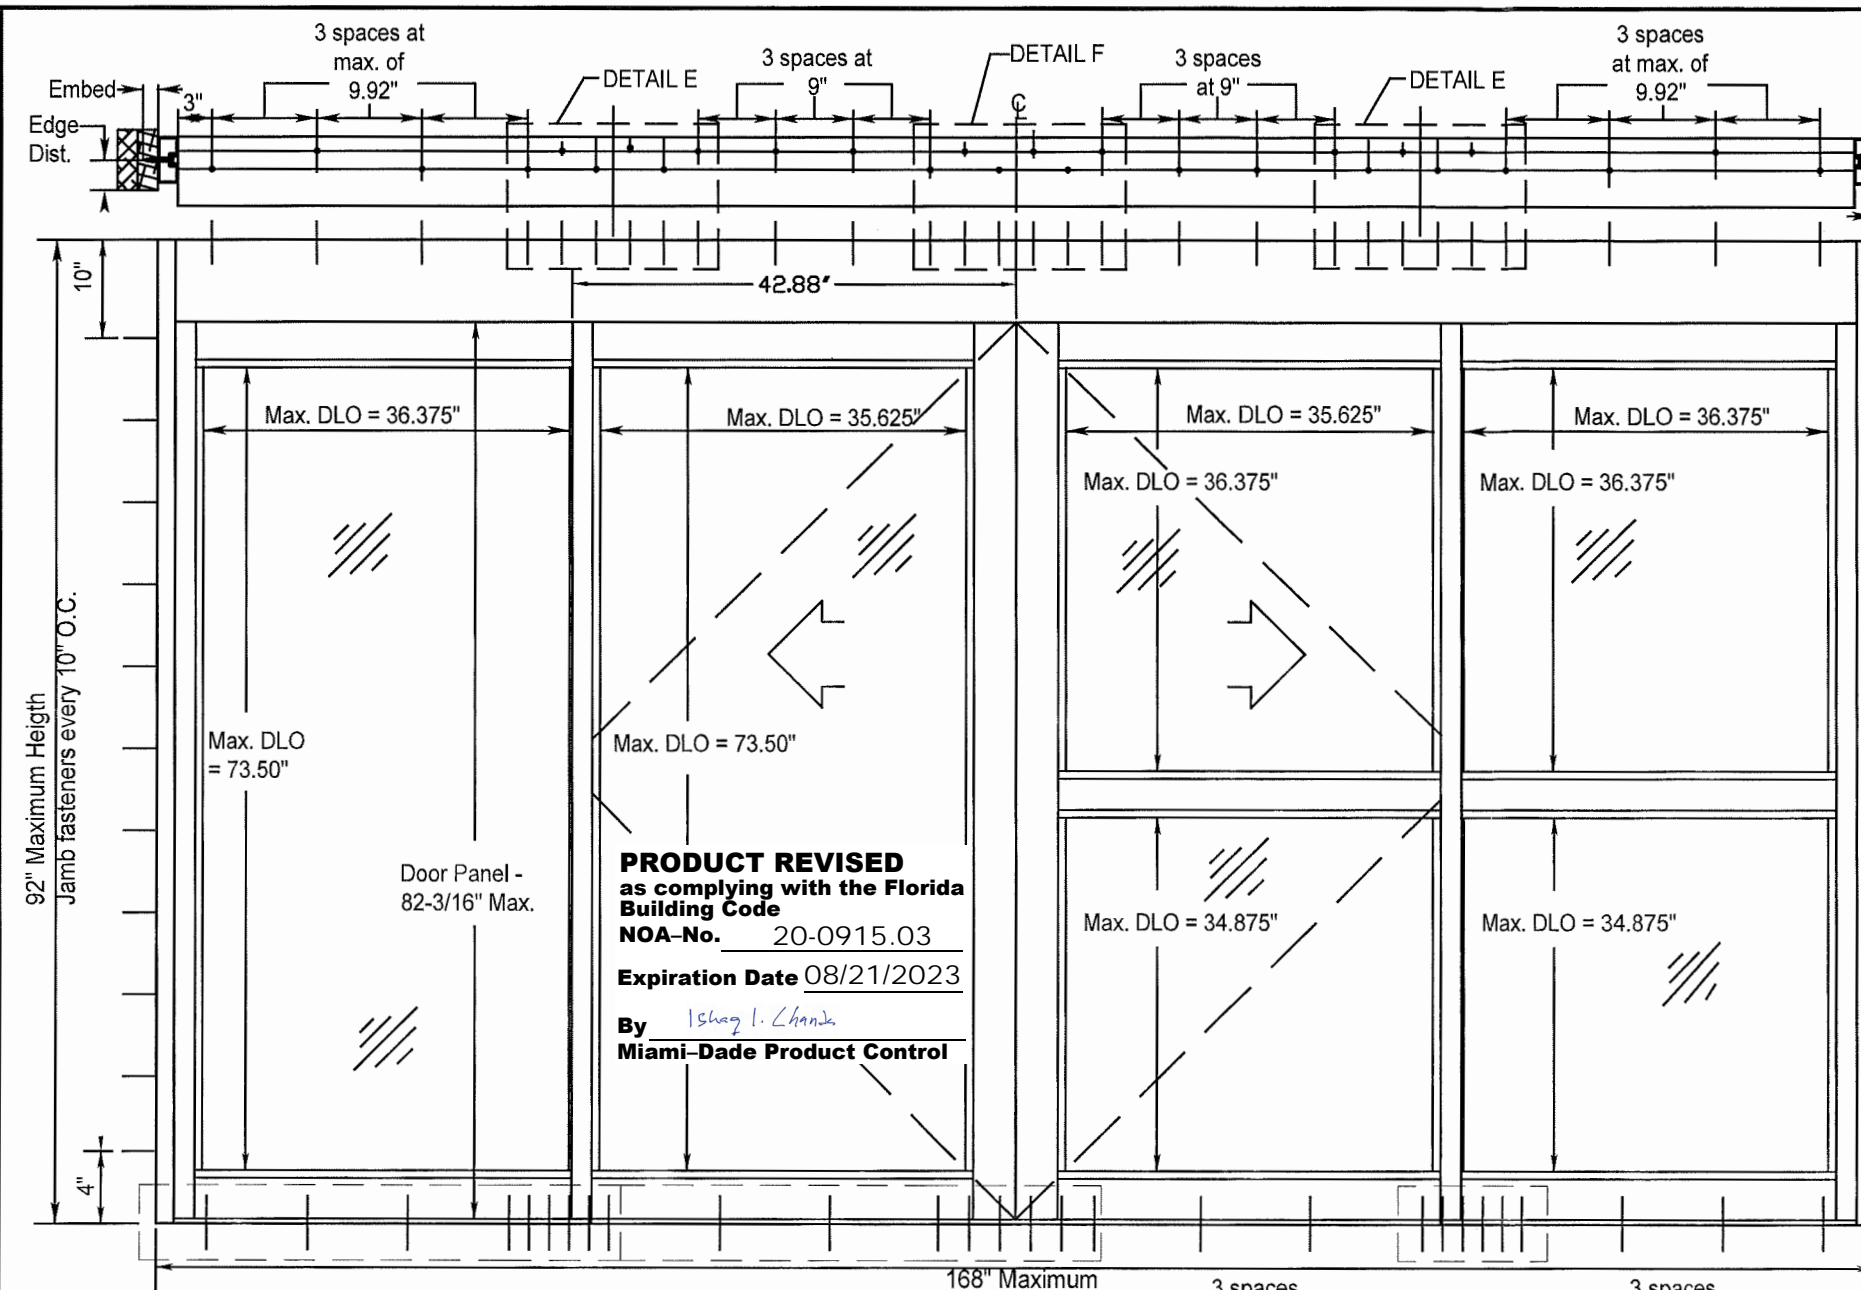 3 spaces at
max. of
9.92"
DETAIL E
3 spaces at
9"
DETAIL F
3 spaces
at 9"
DETAIL E
3 spaces
at max. of
9.92"
Embed
3"
Edge
Dist.
10"
42.88"
Max. DLO = 36.375"
Max. DLO = 35.625"
Max. DLO = 35.625"
Max. DLO = 36.375"
Max. DLO = 36.375"
Max. DLO = 36.375"
92" Maximum Heigth
Jamb fasteners every 10" O.C.
Max. DLO
= 73.50"
Max. DLO = 73.50"
Door Panel -
82-3/16" Max.
PRODUCT REVISED
as complying with the Florida
Building Code
NOA-No. 20-0915.03
Expiration Date 08/21/2023
By Ishaq I. Chanda
Miami-Dade Product Control
Max. DLO = 34.875"
Max. DLO = 34.875"
4"
168" Maximum
3 spaces
3 spaces